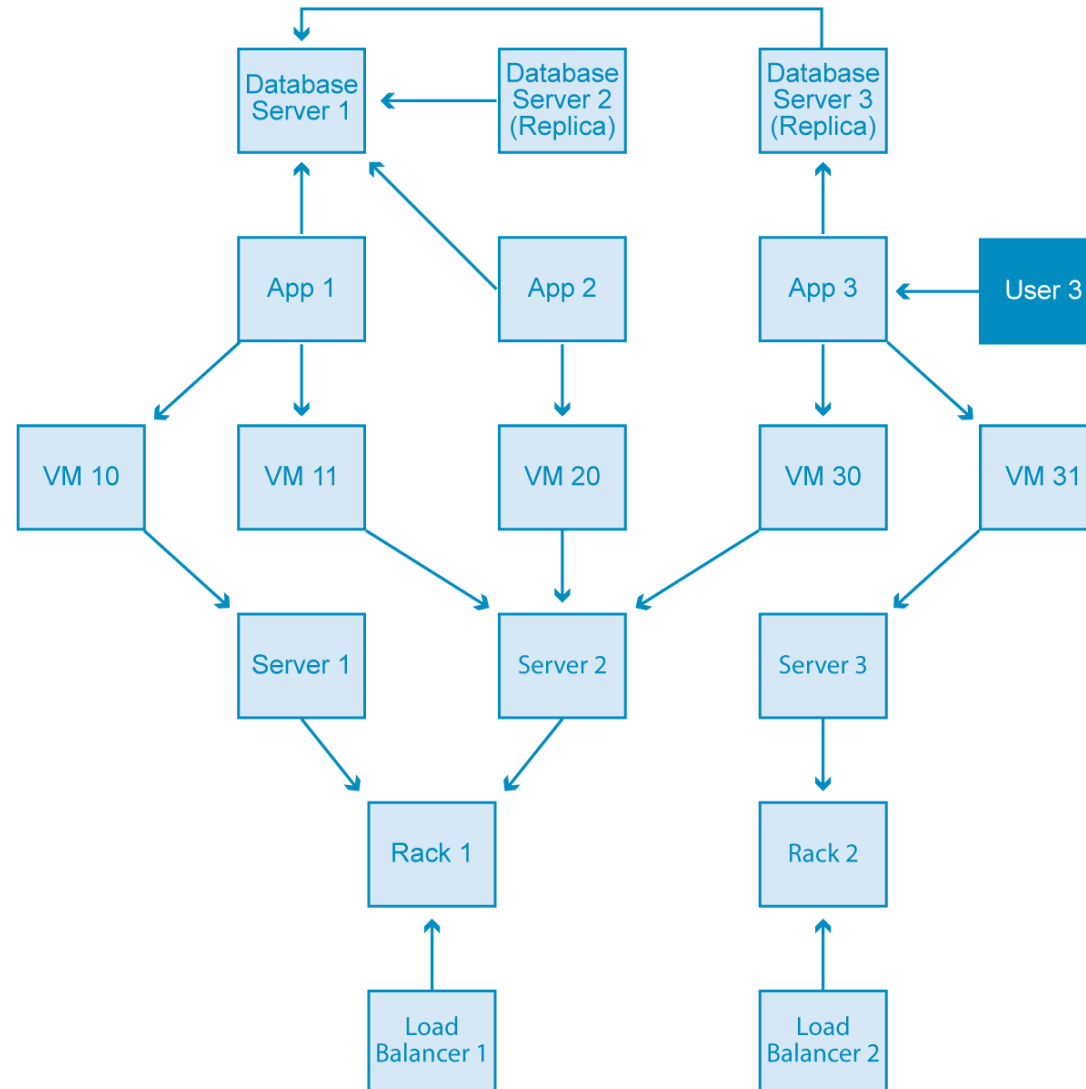 Database
Server 1
Database
Server 2
(Replica)
Database
Server 3
(Replica)
App 1
App 2
App 3
User 3
VM 10
VM 11
VM 20
VM 30
VM 31
Server 1
Server 2
Server 3
Rack 1
Rack 2
Load
Balancer 1
Load
Balancer 2